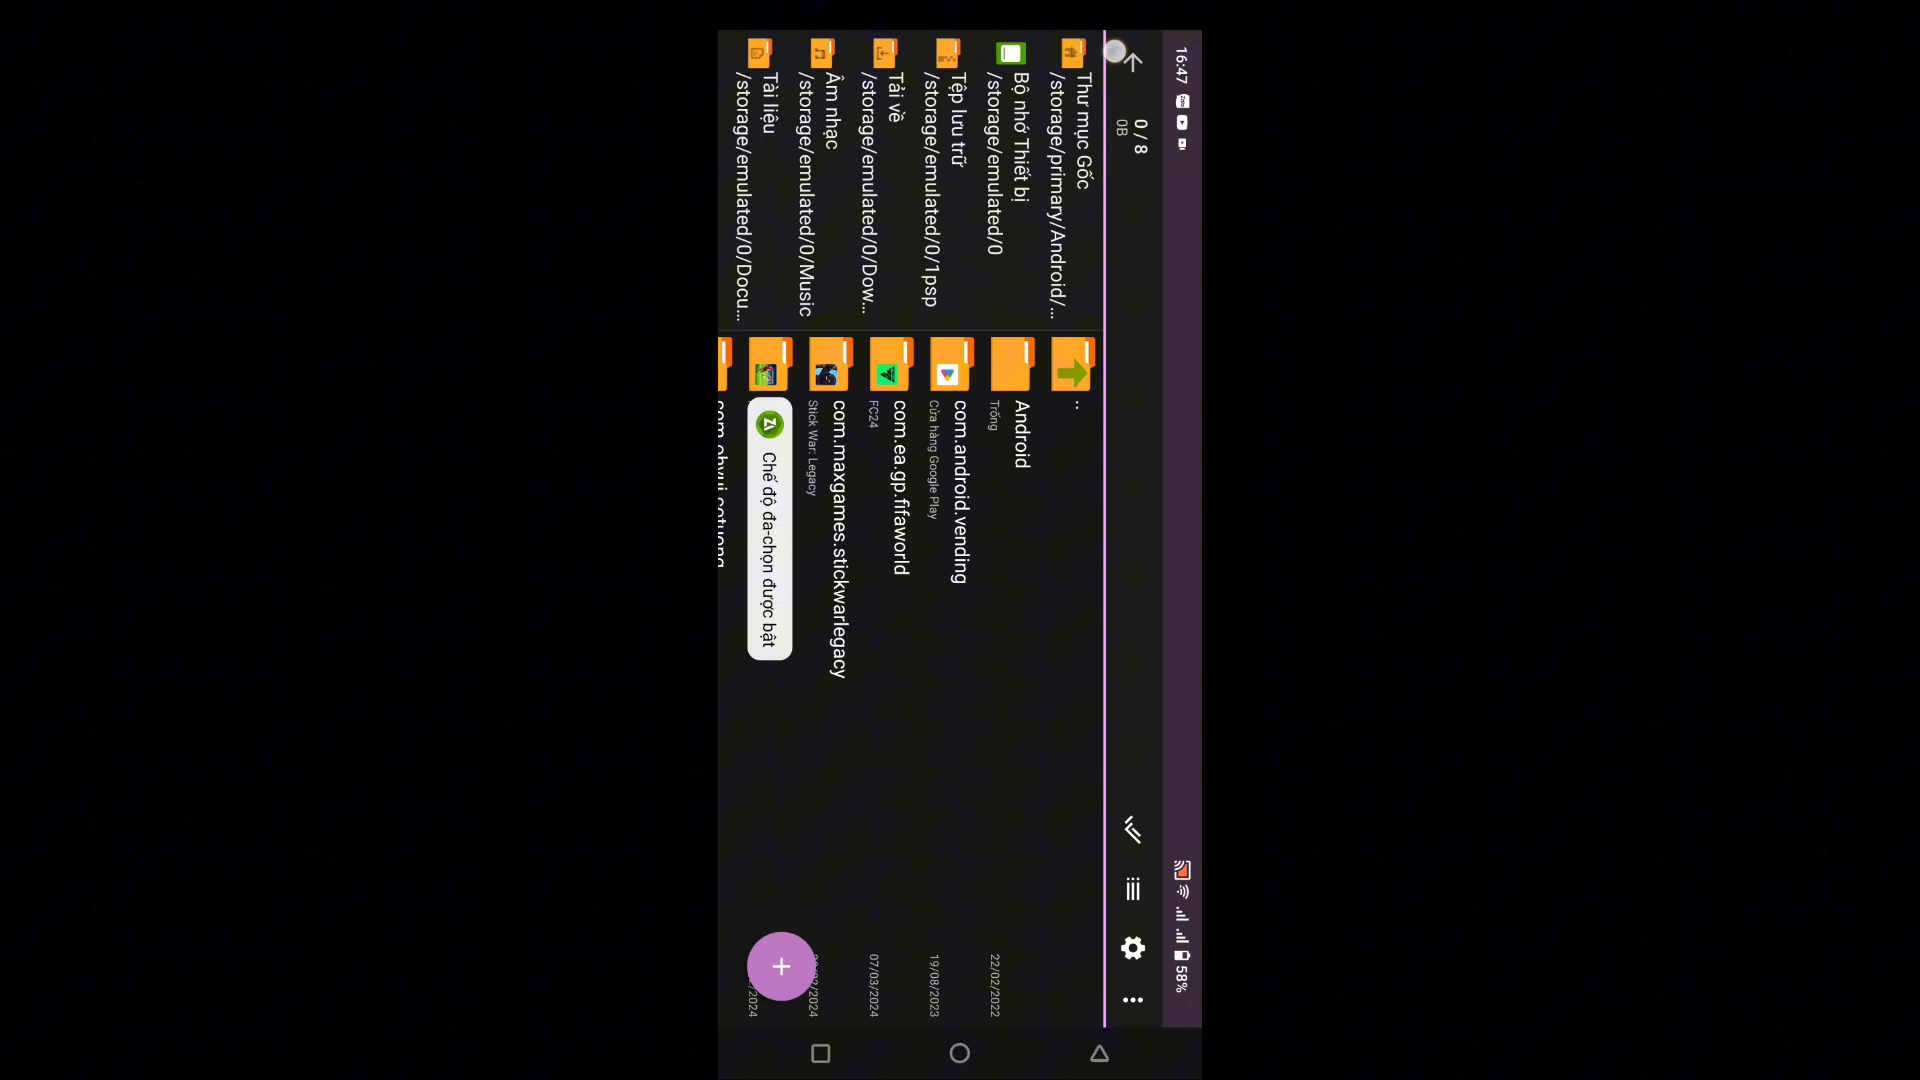 16:47
58%
0 / 8
0B
Thư mục Gốc
/storage/primary/Android/...
Bộ nhớ Thiết bị
/storage/emulated/0
Tệp lưu trữ
/storage/emulated/0/1psp
Tải về
/storage/emulated/0/Dow...
Âm nhạc
/storage/emulated/0/Music
Tài liệu
/storage/emulated/0/Docu...
..
Android
Trống
22/02/2022
com.android.vending
Cửa hàng Google Play
19/08/2023
com.ea.gp.fifaworld
FC24
07/03/2024
com.maxgames.stickwarlegacy
Stick War: Legacy
/2024
/2024
Chế độ đa-chọn được bật